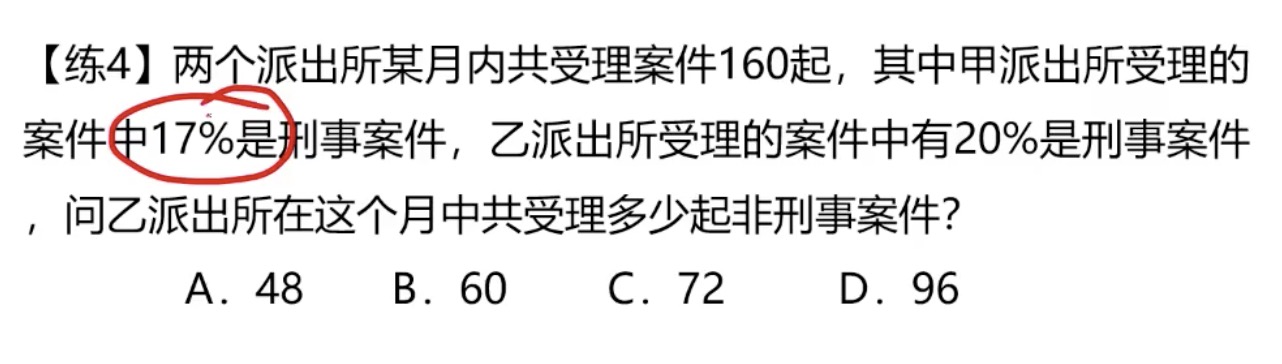 【练4】两个派出所某月内共受理案件160起，其中甲派出所受理的
案件中17%是刑事案件，乙派出所受理的案件中有20%是刑事案件
，问乙派出所在这个月中共受理多少起非刑事案件？
A．48 B．60 C．72 D．96